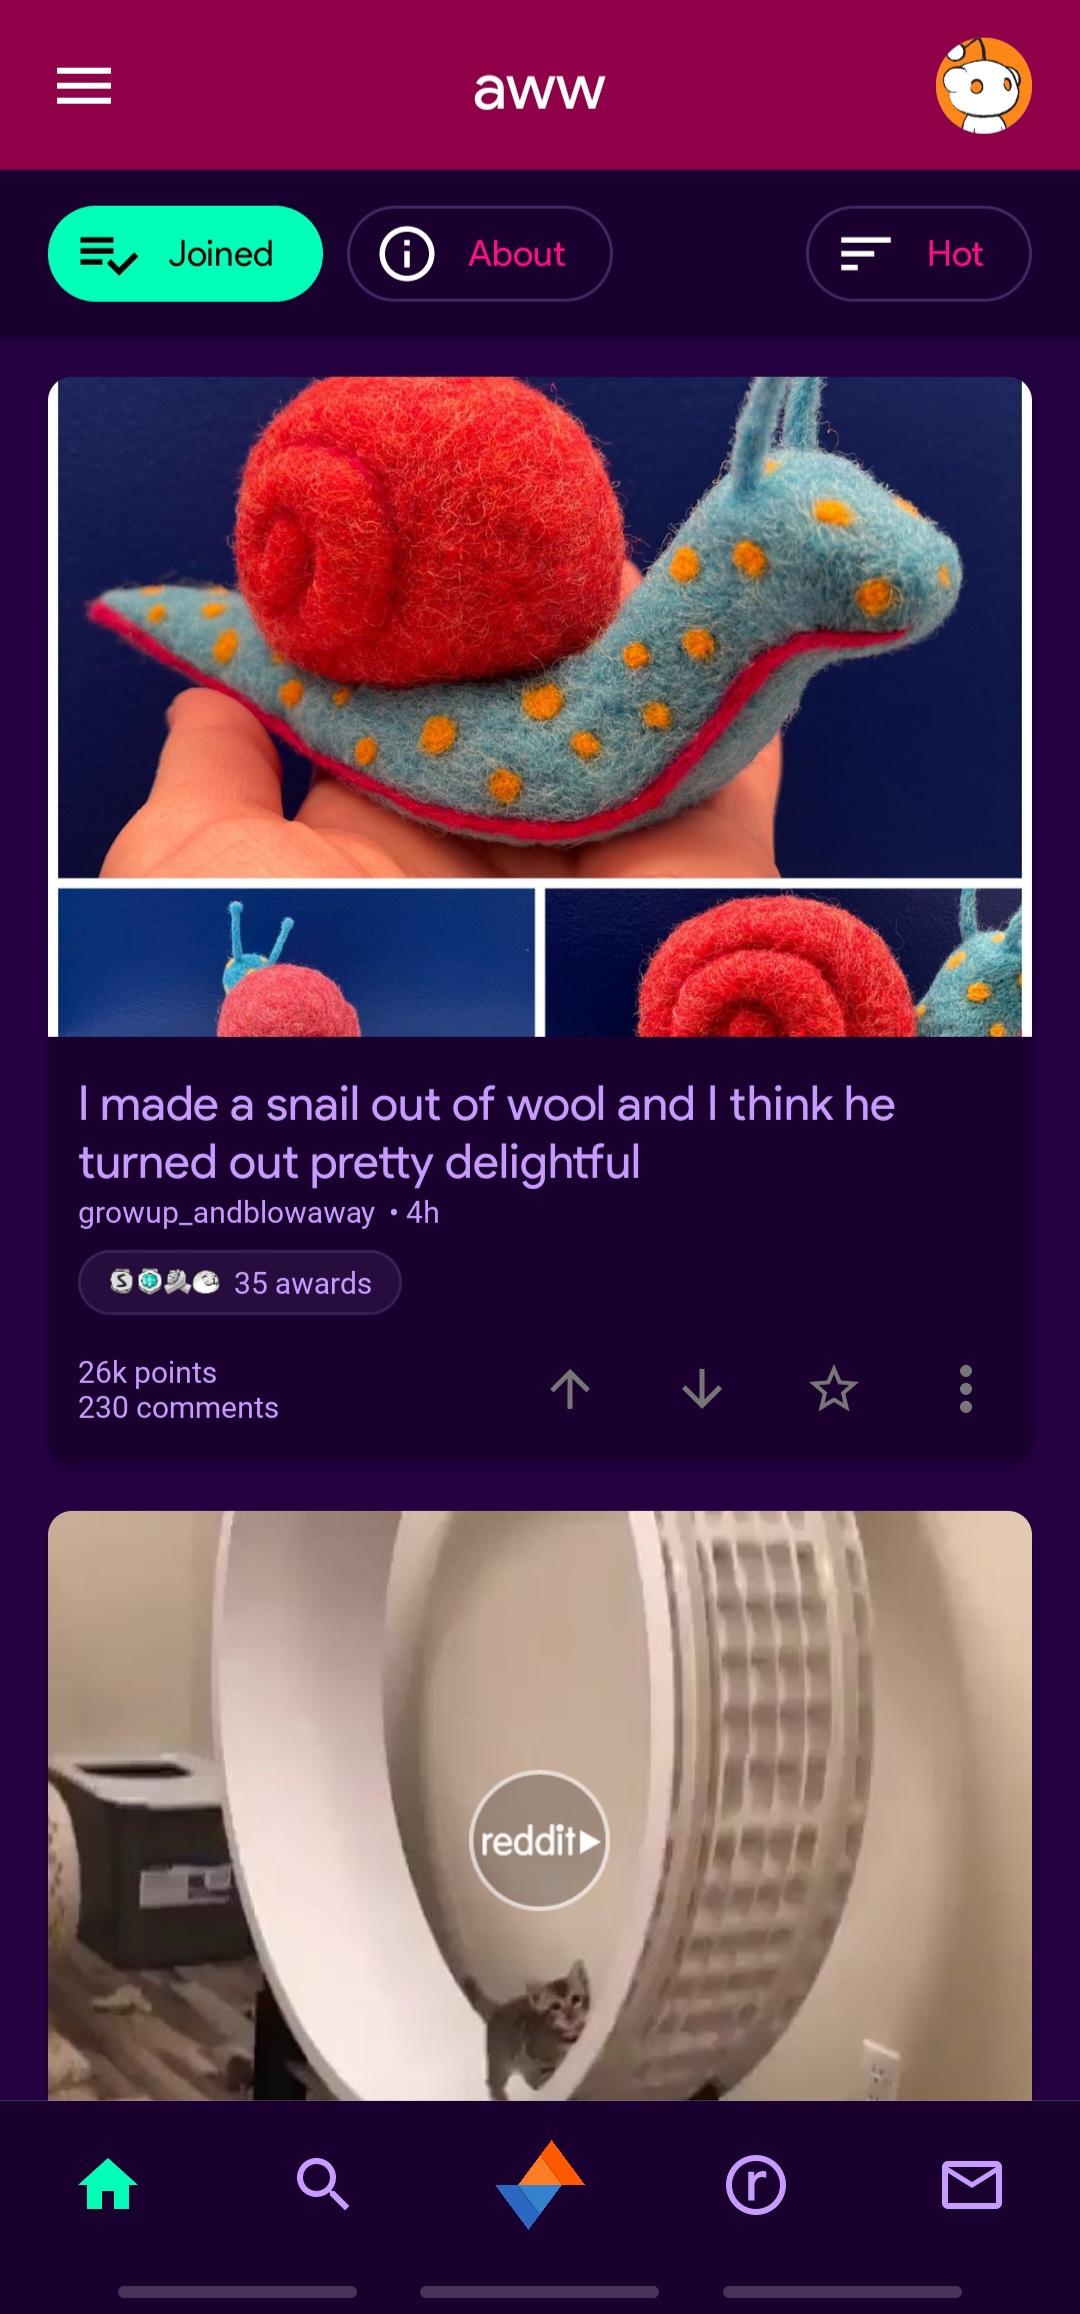 aww
Joined
About
Hot
I made a snail out of wool and I think he
turned out pretty delightful
growup_andblowaway • 4h
35 awards
26k points
230 comments
reddit